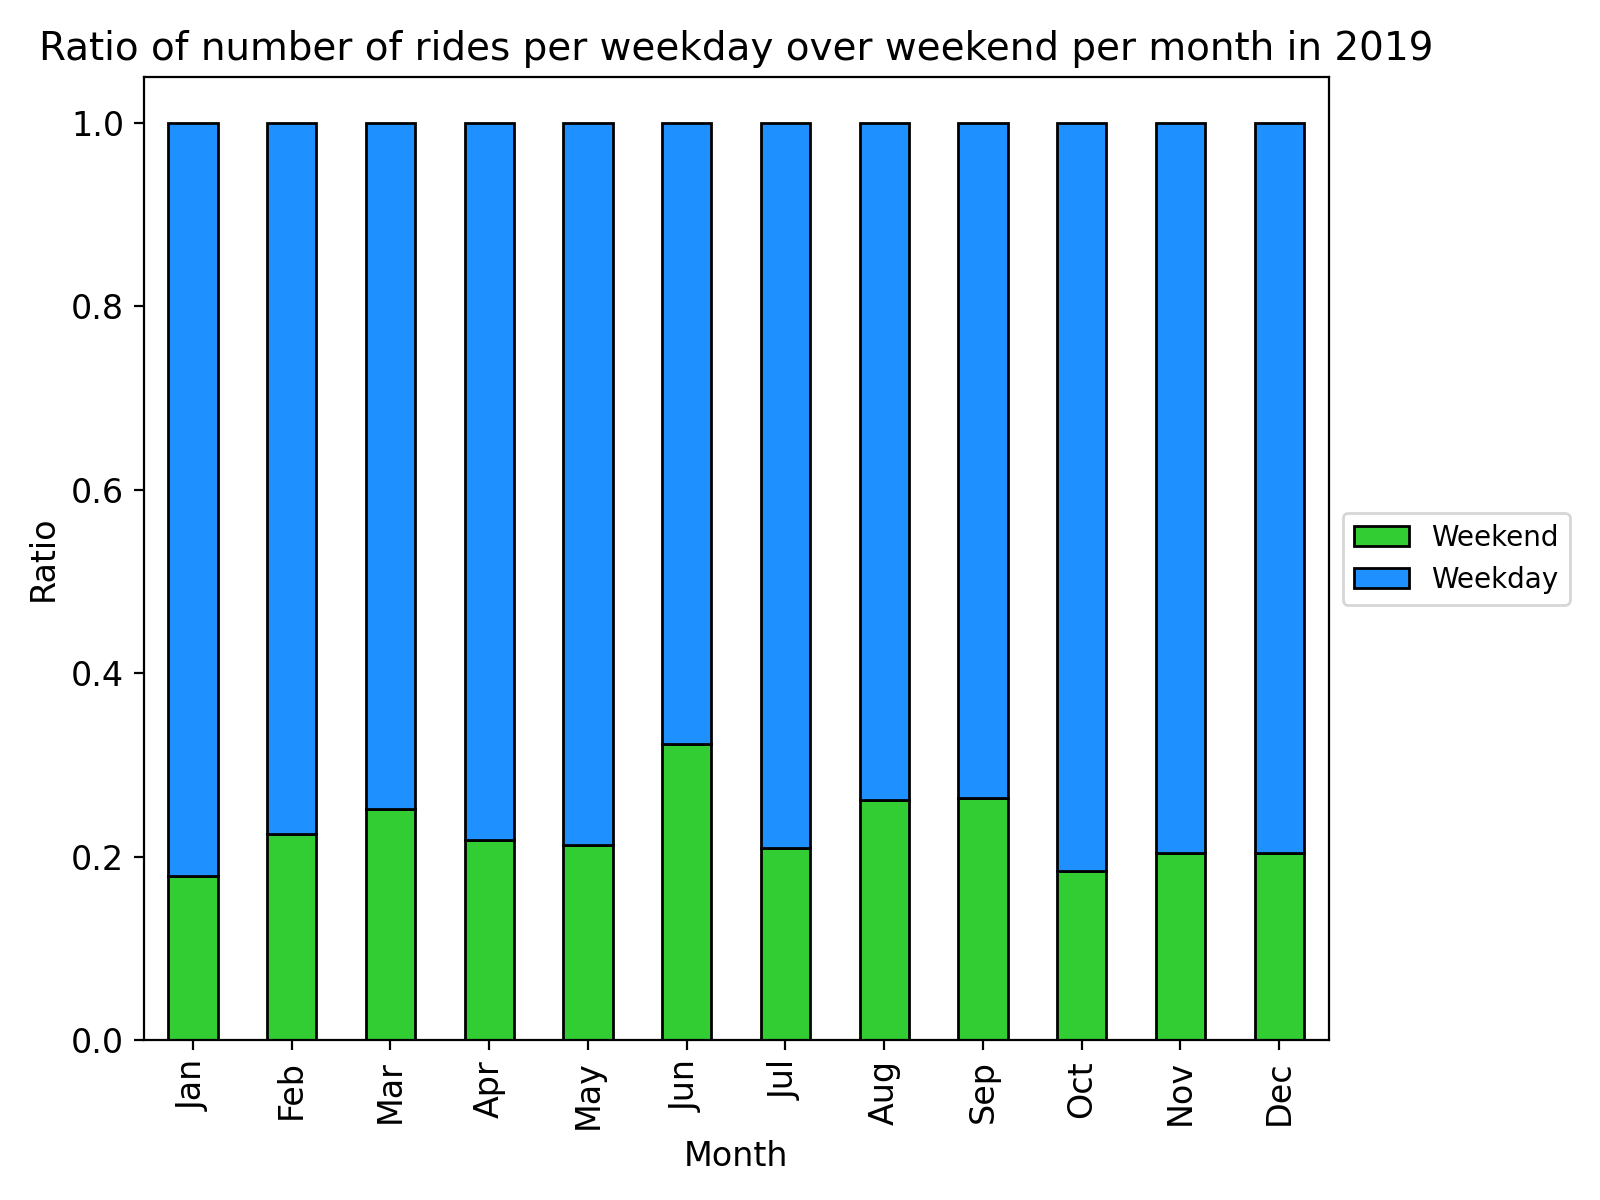 Ratio of number of rides per weekday over weekend per month in 2019
1.0
0.8
0.6
0.4
0.2
0.0
Ratio
Jan
Feb
Mar
Apr
May
Jun
Jul
Aug
Sep
Oct
Nov
Dec
Month
Weekend
Weekday